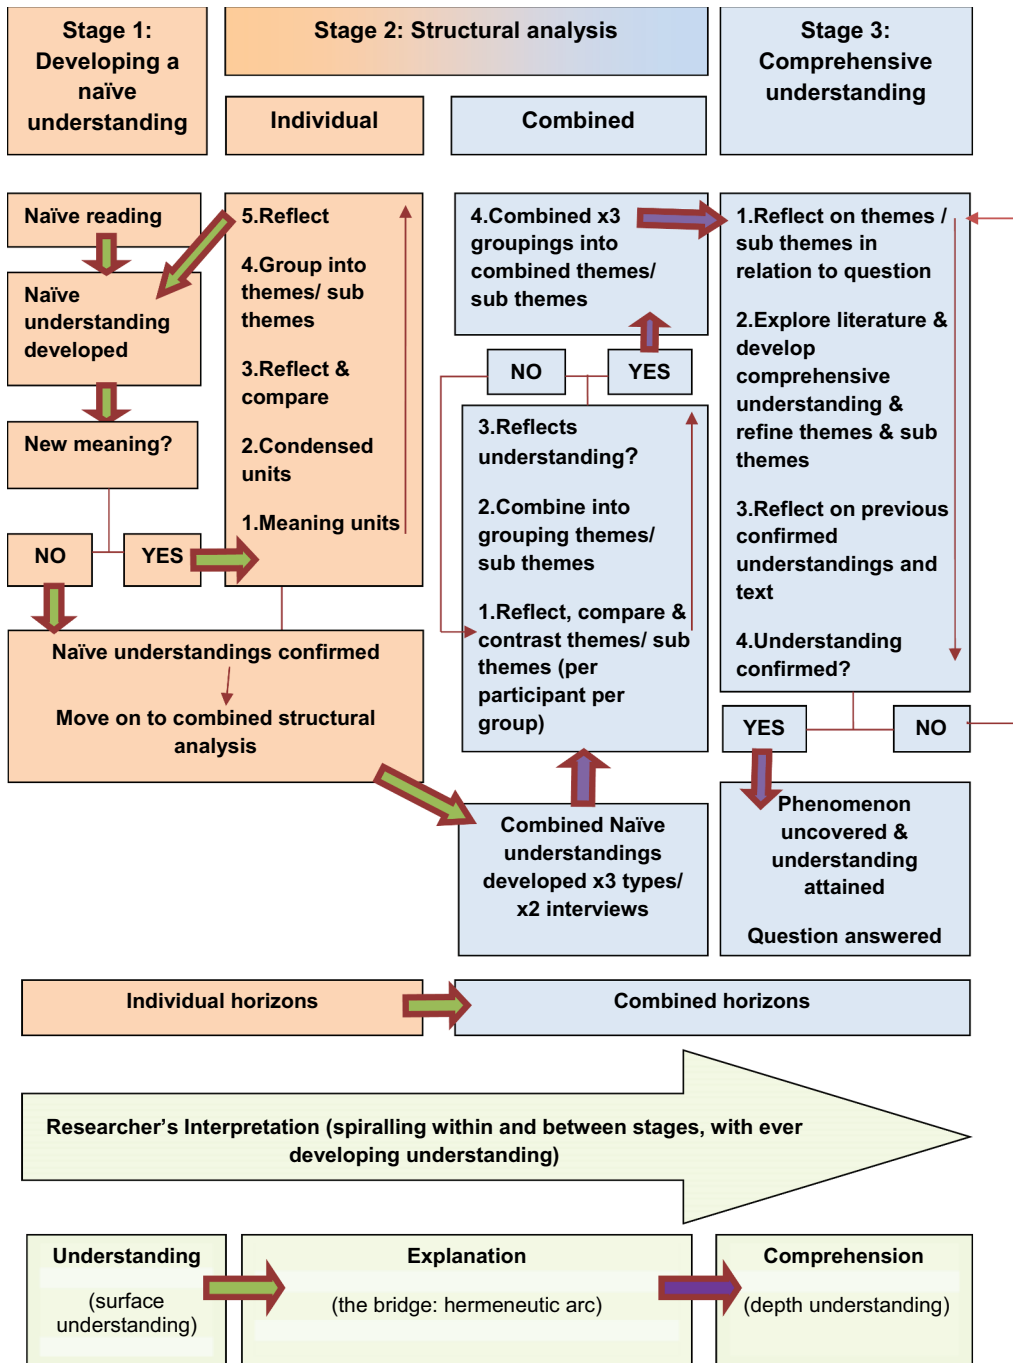 Stage 1:
Developing a
naïve
understanding
Stage 2: Structural analysis
Individual
Combined
Stage 3:
Comprehensive
understanding
Naïve reading
Naïve
understanding
developed
New meaning?
NO
YES
5.Reflect
4.Group into
themes/ sub
themes
3.Reflect &
compare
2.Condensed
units
1.Meaning units
Naïve understandings confirmed
Move on to combined structural
analysis
4.Combined x3
groupings into
combined themes/
sub themes
NO
YES
3.Reflects
understanding?
2.Combine into
grouping themes/
sub themes
1.Reflect, compare &
contrast themes/ sub
themes (per
participant per
group)
Combined Naïve
understandings
developed x3 types/
x2 interviews
1.Reflect on themes /
sub themes in
relation to question
2.Explore literature &
develop
comprehensive
understanding &
refine themes & sub
themes
3.Reflect on previous
confirmed
understandings and
text
4.Understanding
confirmed?
YES
NO
Phenomenon
uncovered &
understanding
attained
Question answered
Individual horizons
Combined horizons
Researcher's Interpretation (spiralling within and between stages, with ever
developing understanding)
Understanding
(surface
understanding)
Explanation
(the bridge: hermeneutic arc)
Comprehension
(depth understanding)